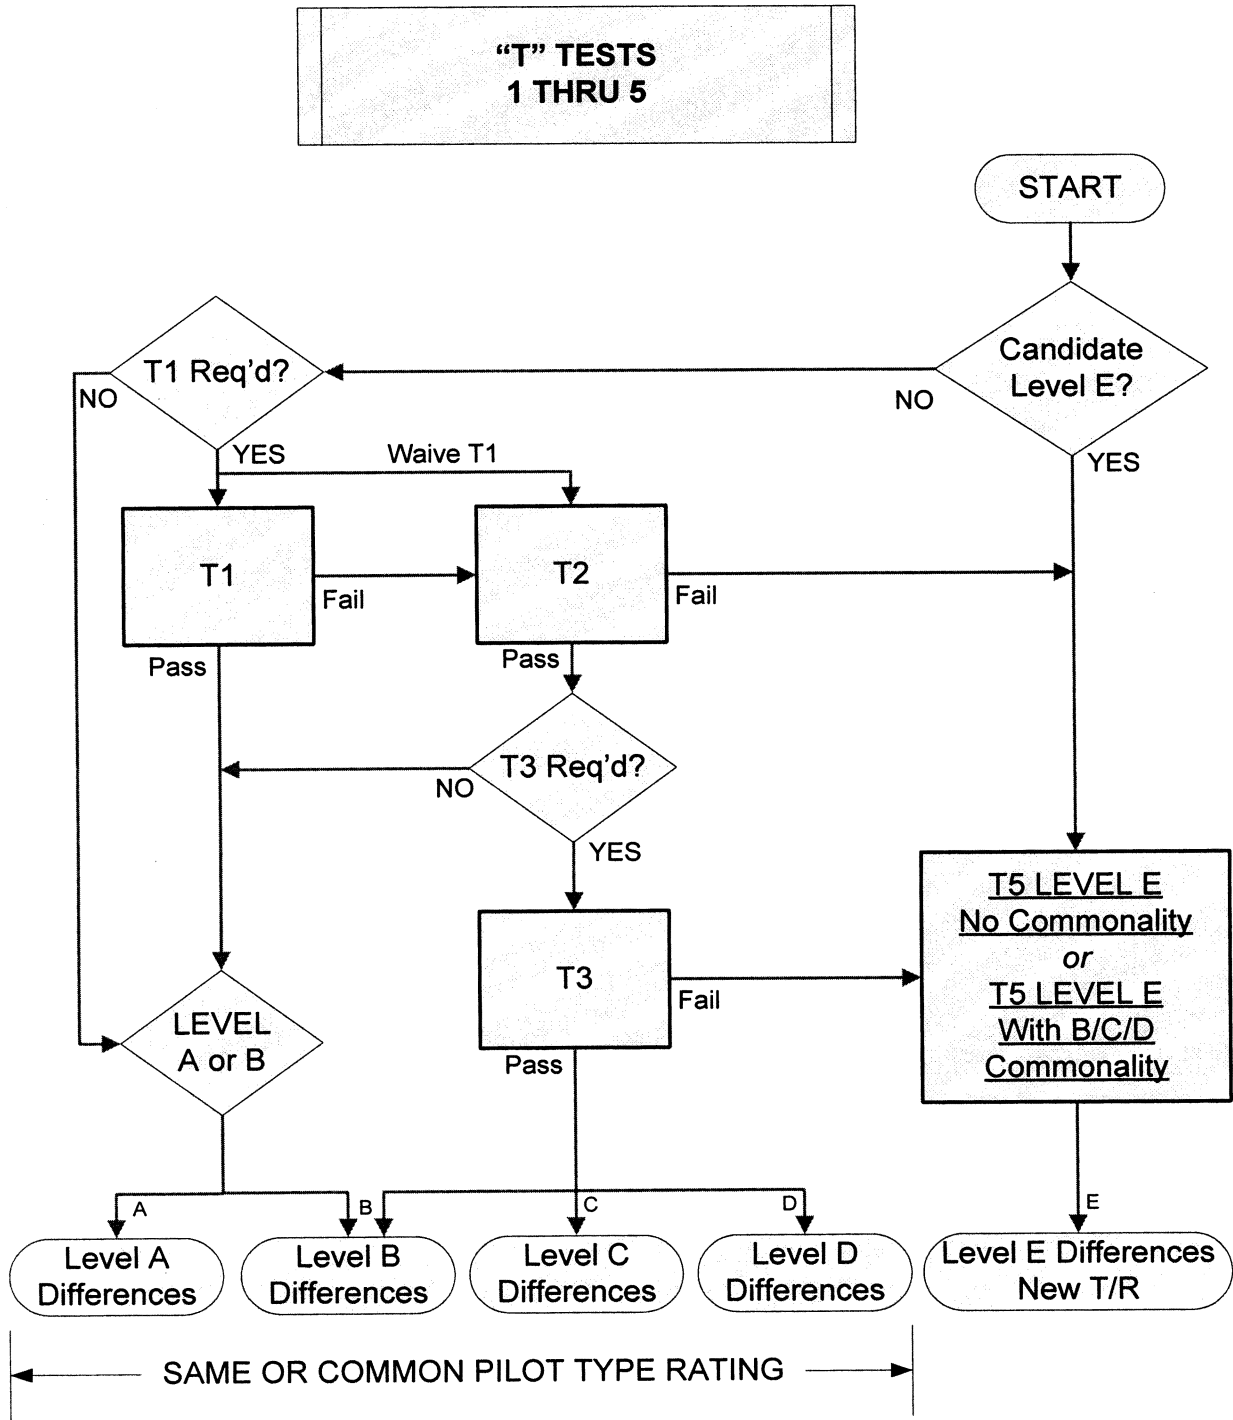 “T” TESTS
1 THRU 5
START
Candidate
Level E?
NO
YES
T1 Req’d?
NO
YES
Waive T1
T1
Fail
Pass
T2
Fail
Pass
T3 Req’d?
NO
YES
T3
Fail
Pass
T5 LEVEL E
No Commonality
or
T5 LEVEL E
With B/C/D
Commonality
LEVEL
A or B
A
B
C
D
E
Level A
Differences
Level B
Differences
Level C
Differences
Level D
Differences
Level E Differences
New T/R
SAME OR COMMON PILOT TYPE RATING